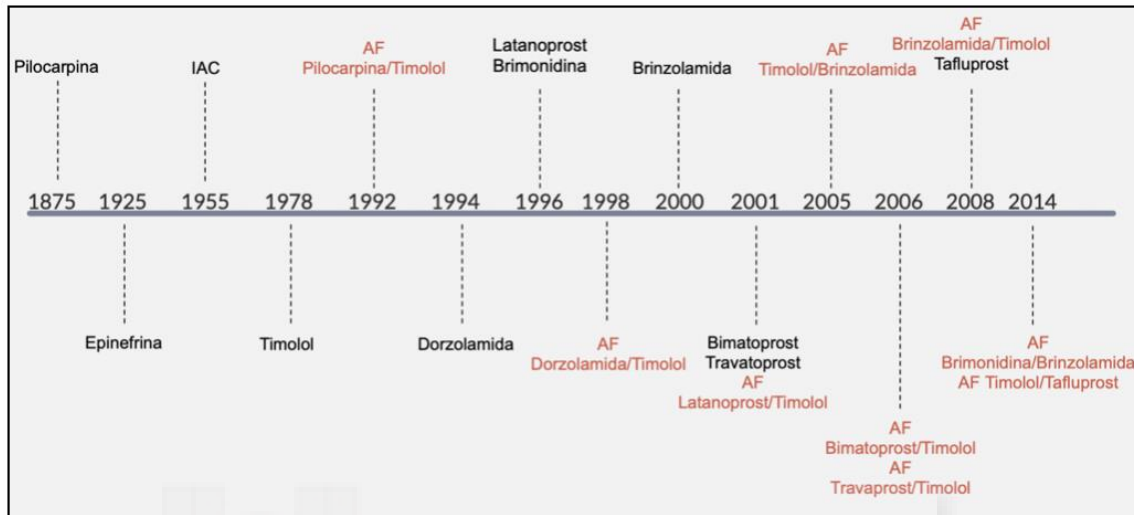 Pilocarpina
IAC
AF
Pilocarpina/Timolol
Latanoprost
Brimonidina
Brinzolamida
AF
Timolol/Brinzolamida
AF
Brinzolamida/Timolol
Tafluprost
1875 1925 1955 1978 1992 1994 1996 1998 2000 2001 2005 2006 2008 2014
Epinefrina
Timolol
Dorzolamida
AF
Dorzolamida/Timolol
Bimatoprost
Travatoprost
AF
Latanoprost/Timolol
AF
Bimatoprost/Timolol
AF
Travaprost/Timolol
AF
Brimonidina/Brinzolamida
AF Timolol/Tafluprost